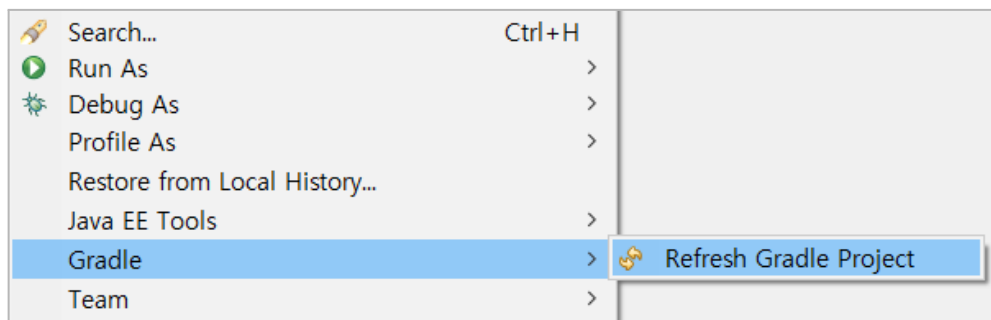 Search... Ctrl+H
Run As >
Debug As >
Profile As >
Restore from Local History...
Java EE Tools >
Gradle > Refresh Gradle Project
Team >